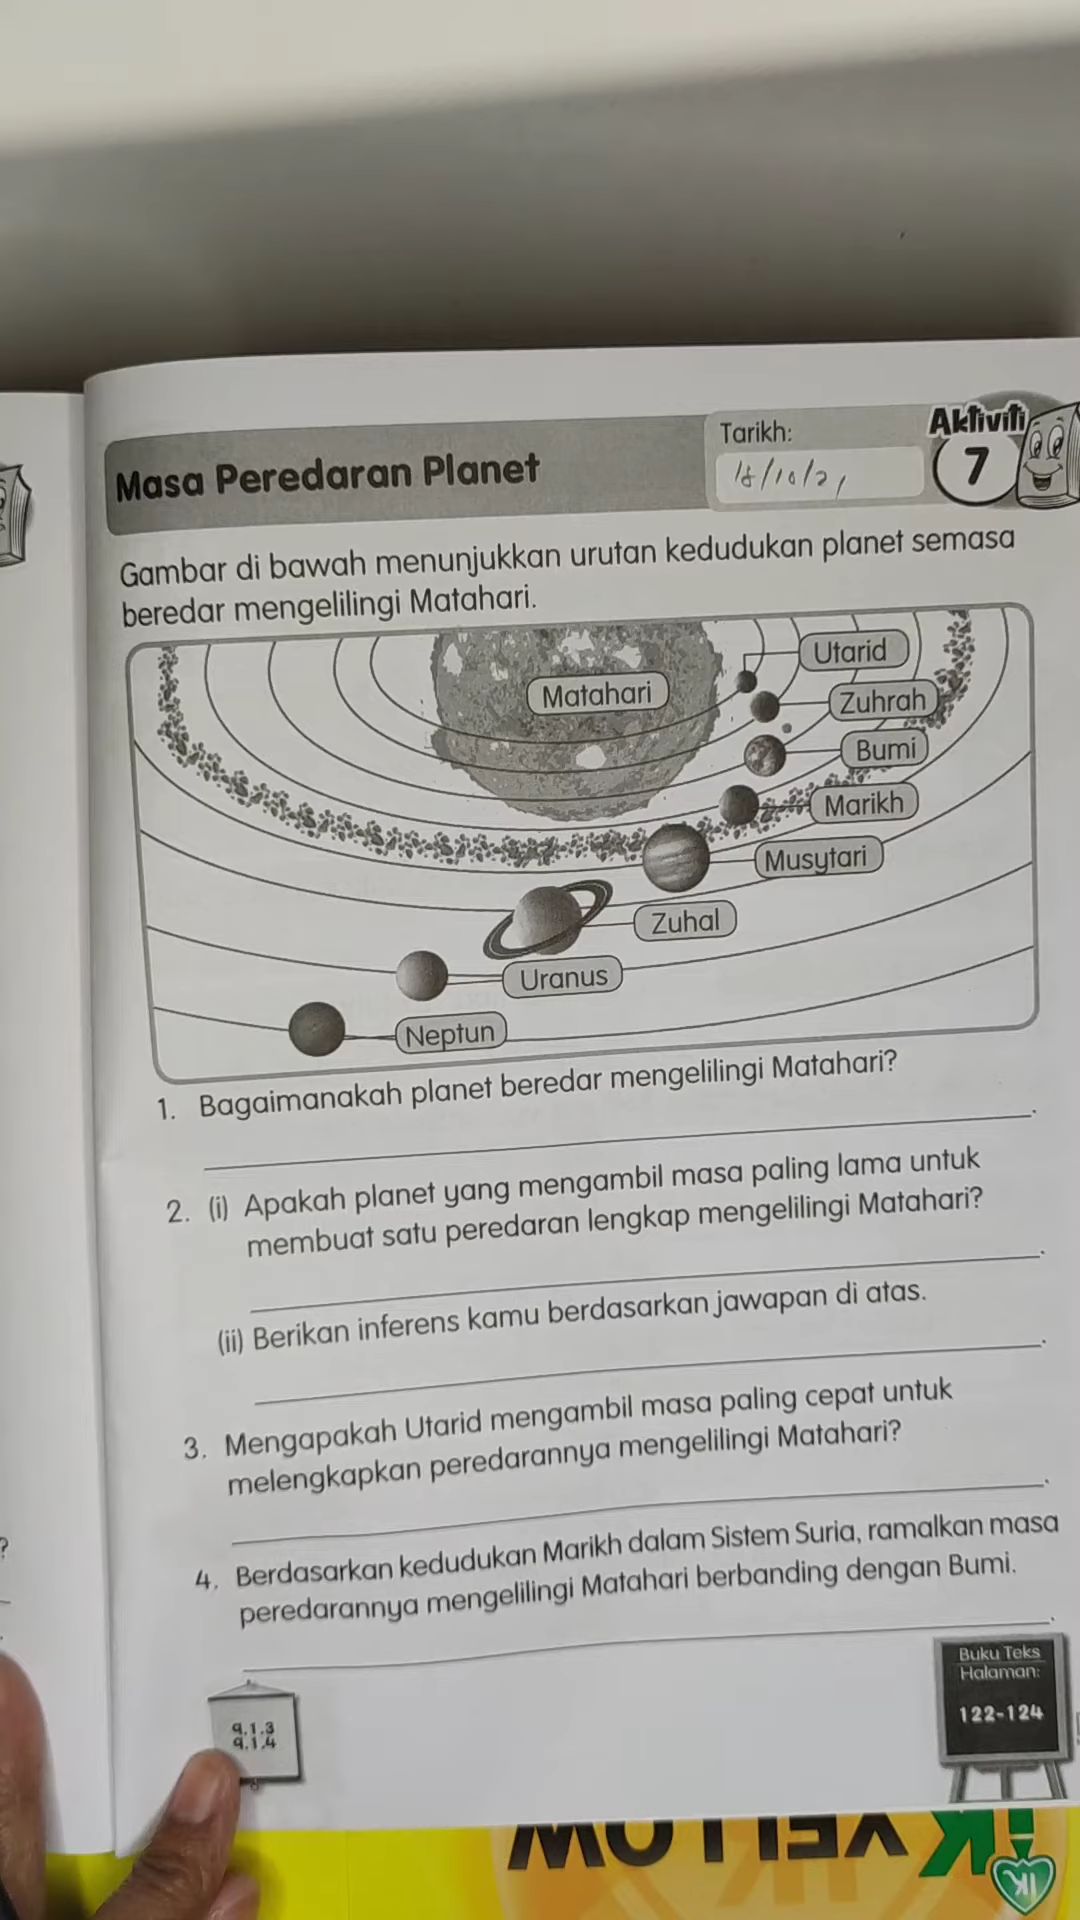 Aktiviti
7
Tarikh:
18/10/21
Masa Peredaran Planet
Gambar di bawah menunjukkan urutan kedudukan planet semasa
beredar mengelilingi Matahari.
Utarid
Matahari
Zuhrah
Bumi
Marikh
Musytari
Zuhal
Uranus
Neptun
1. Bagaimanakah planet beredar mengelilingi Matahari?
2. (i) Apakah planet yang mengambil masa paling lama untuk
membuat satu peredaran lengkap mengelilingi Matahari?
(ii) Berikan inferens kamu berdasarkan jawapan di atas.
3. Mengapakah Utarid mengambil masa paling cepat untuk
melengkapkan peredarannya mengelilingi Matahari?
4. Berdasarkan kedudukan Marikh dalam Sistem Suria, ramalkan masa
peredarannya mengelilingi Matahari berbanding dengan Bumi.
9.1.3
9.1.4
Buku Teks
Halaman:
122-124
?
YELLOW
IK